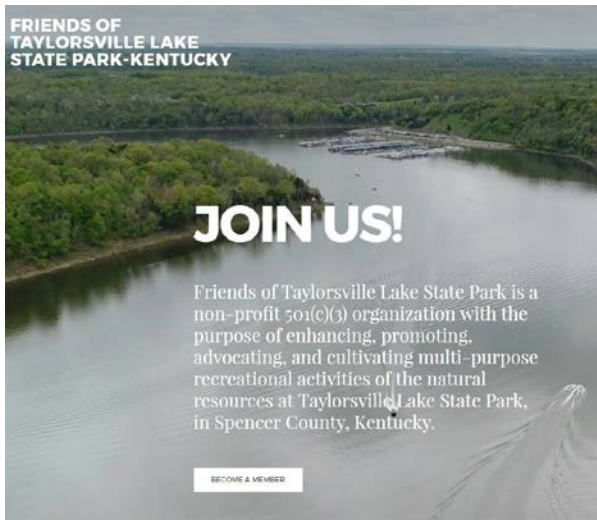 FRIENDS OF
TAYLORSVILLE LAKE
STATE PARK-KENTUCKY
JOIN US!
Friends of Taylorsville Lake State Park is a
non-profit 501(c)(3) organization with the
purpose of enhancing, promoting,
advocating, and cultivating multi-purpose
recreational activities of the natural
resources at Taylorsville Lake State Park,
in Spencer County, Kentucky.
BECOME A MEMBER